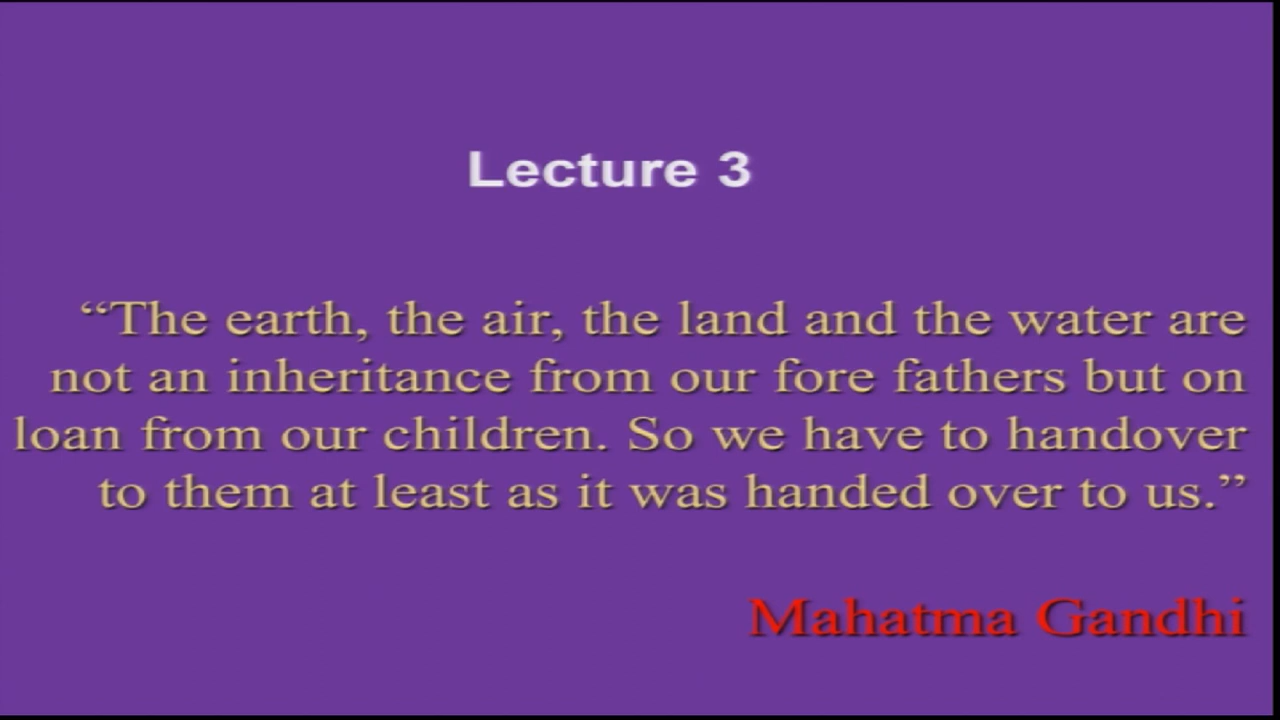 Lecture 3
“The earth, the air, the land and the water are
not an inheritance from our fore fathers but on
loan from our children. So we have to handover
to them at least as it was handed over to us.”
Mahatma Gandhi